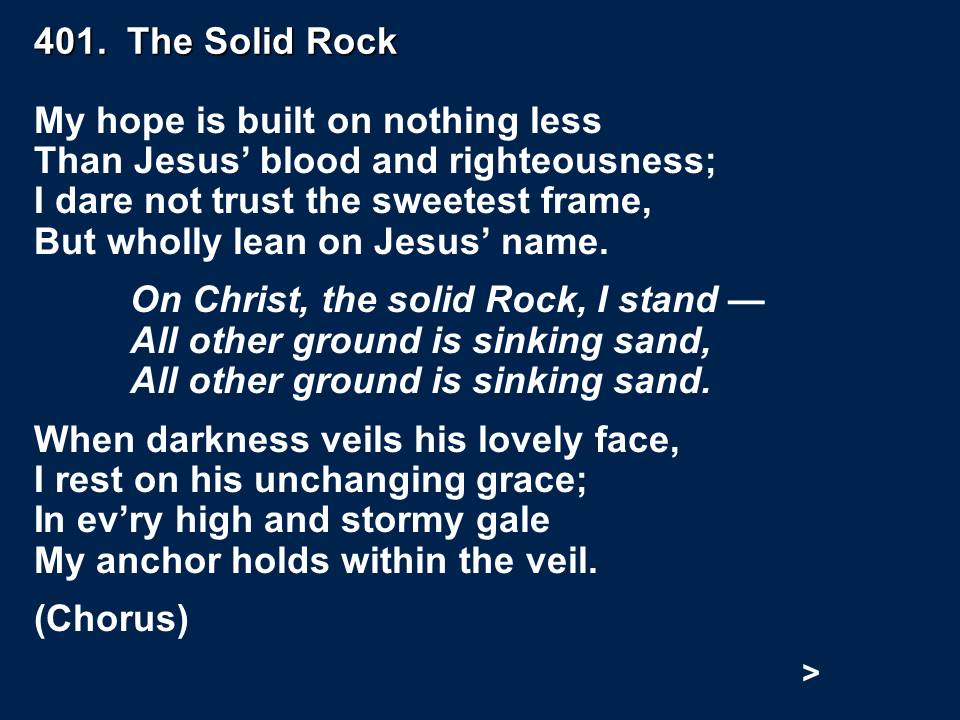 401.  The Solid Rock
My hope is built on nothing less
Than Jesus’ blood and righteousness;
I dare not trust the sweetest frame,
But wholly lean on Jesus’ name.
On Christ, the solid Rock, I stand —
All other ground is sinking sand,
All other ground is sinking sand.
When darkness veils his lovely face,
I rest on his unchanging grace;
In ev’ry high and stormy gale
My anchor holds within the veil.
(Chorus)
>